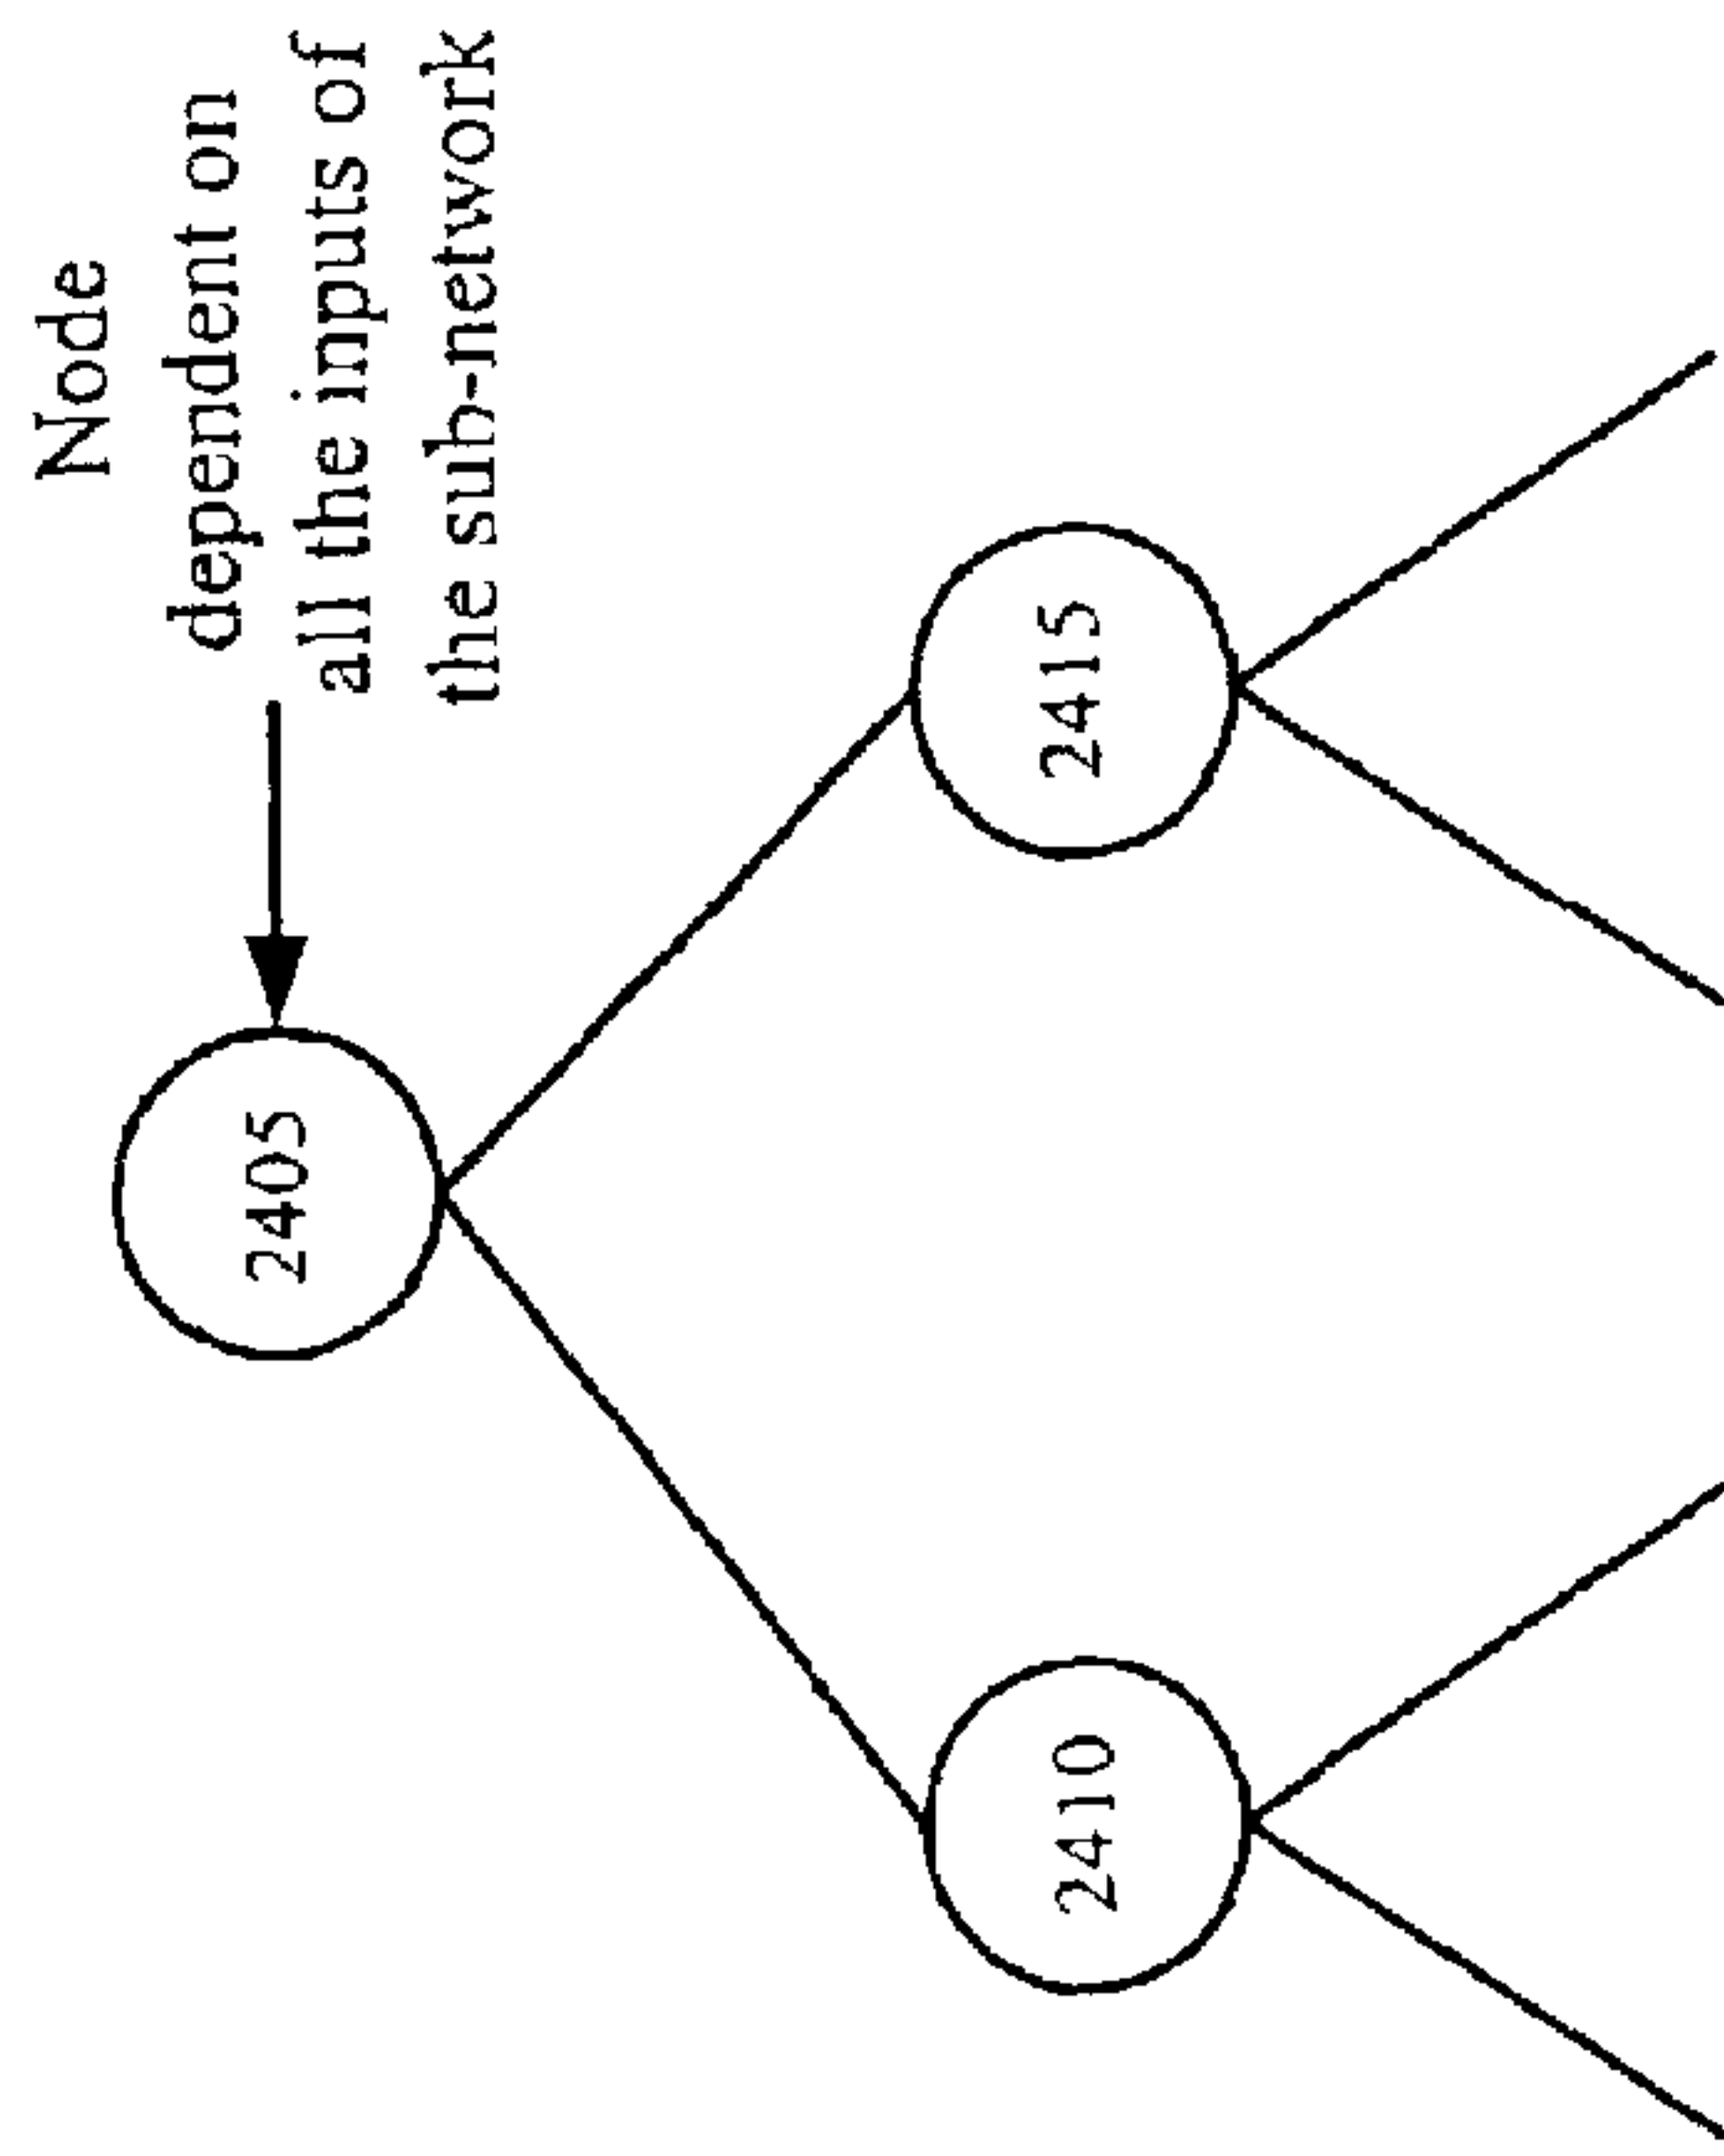 Node
dependent on
all the inputs of
the sub-network
2405
2410
2415